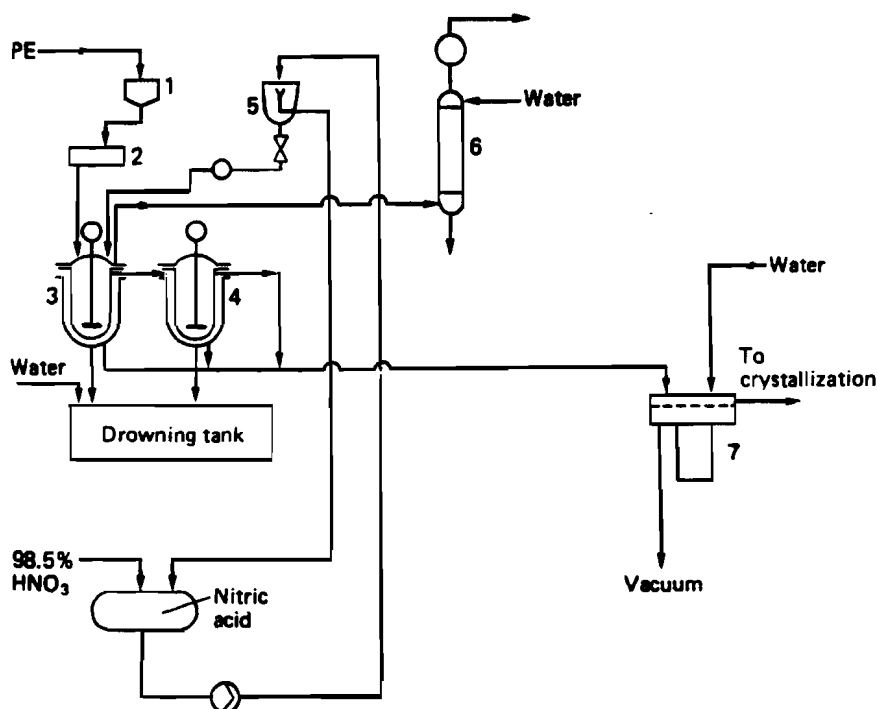 PE
1
5
Water
2
6
3
4
Water
Water
To
crystallization
Drowning tank
7
98.5%
HNO₃
Nitric
acid
Vacuum